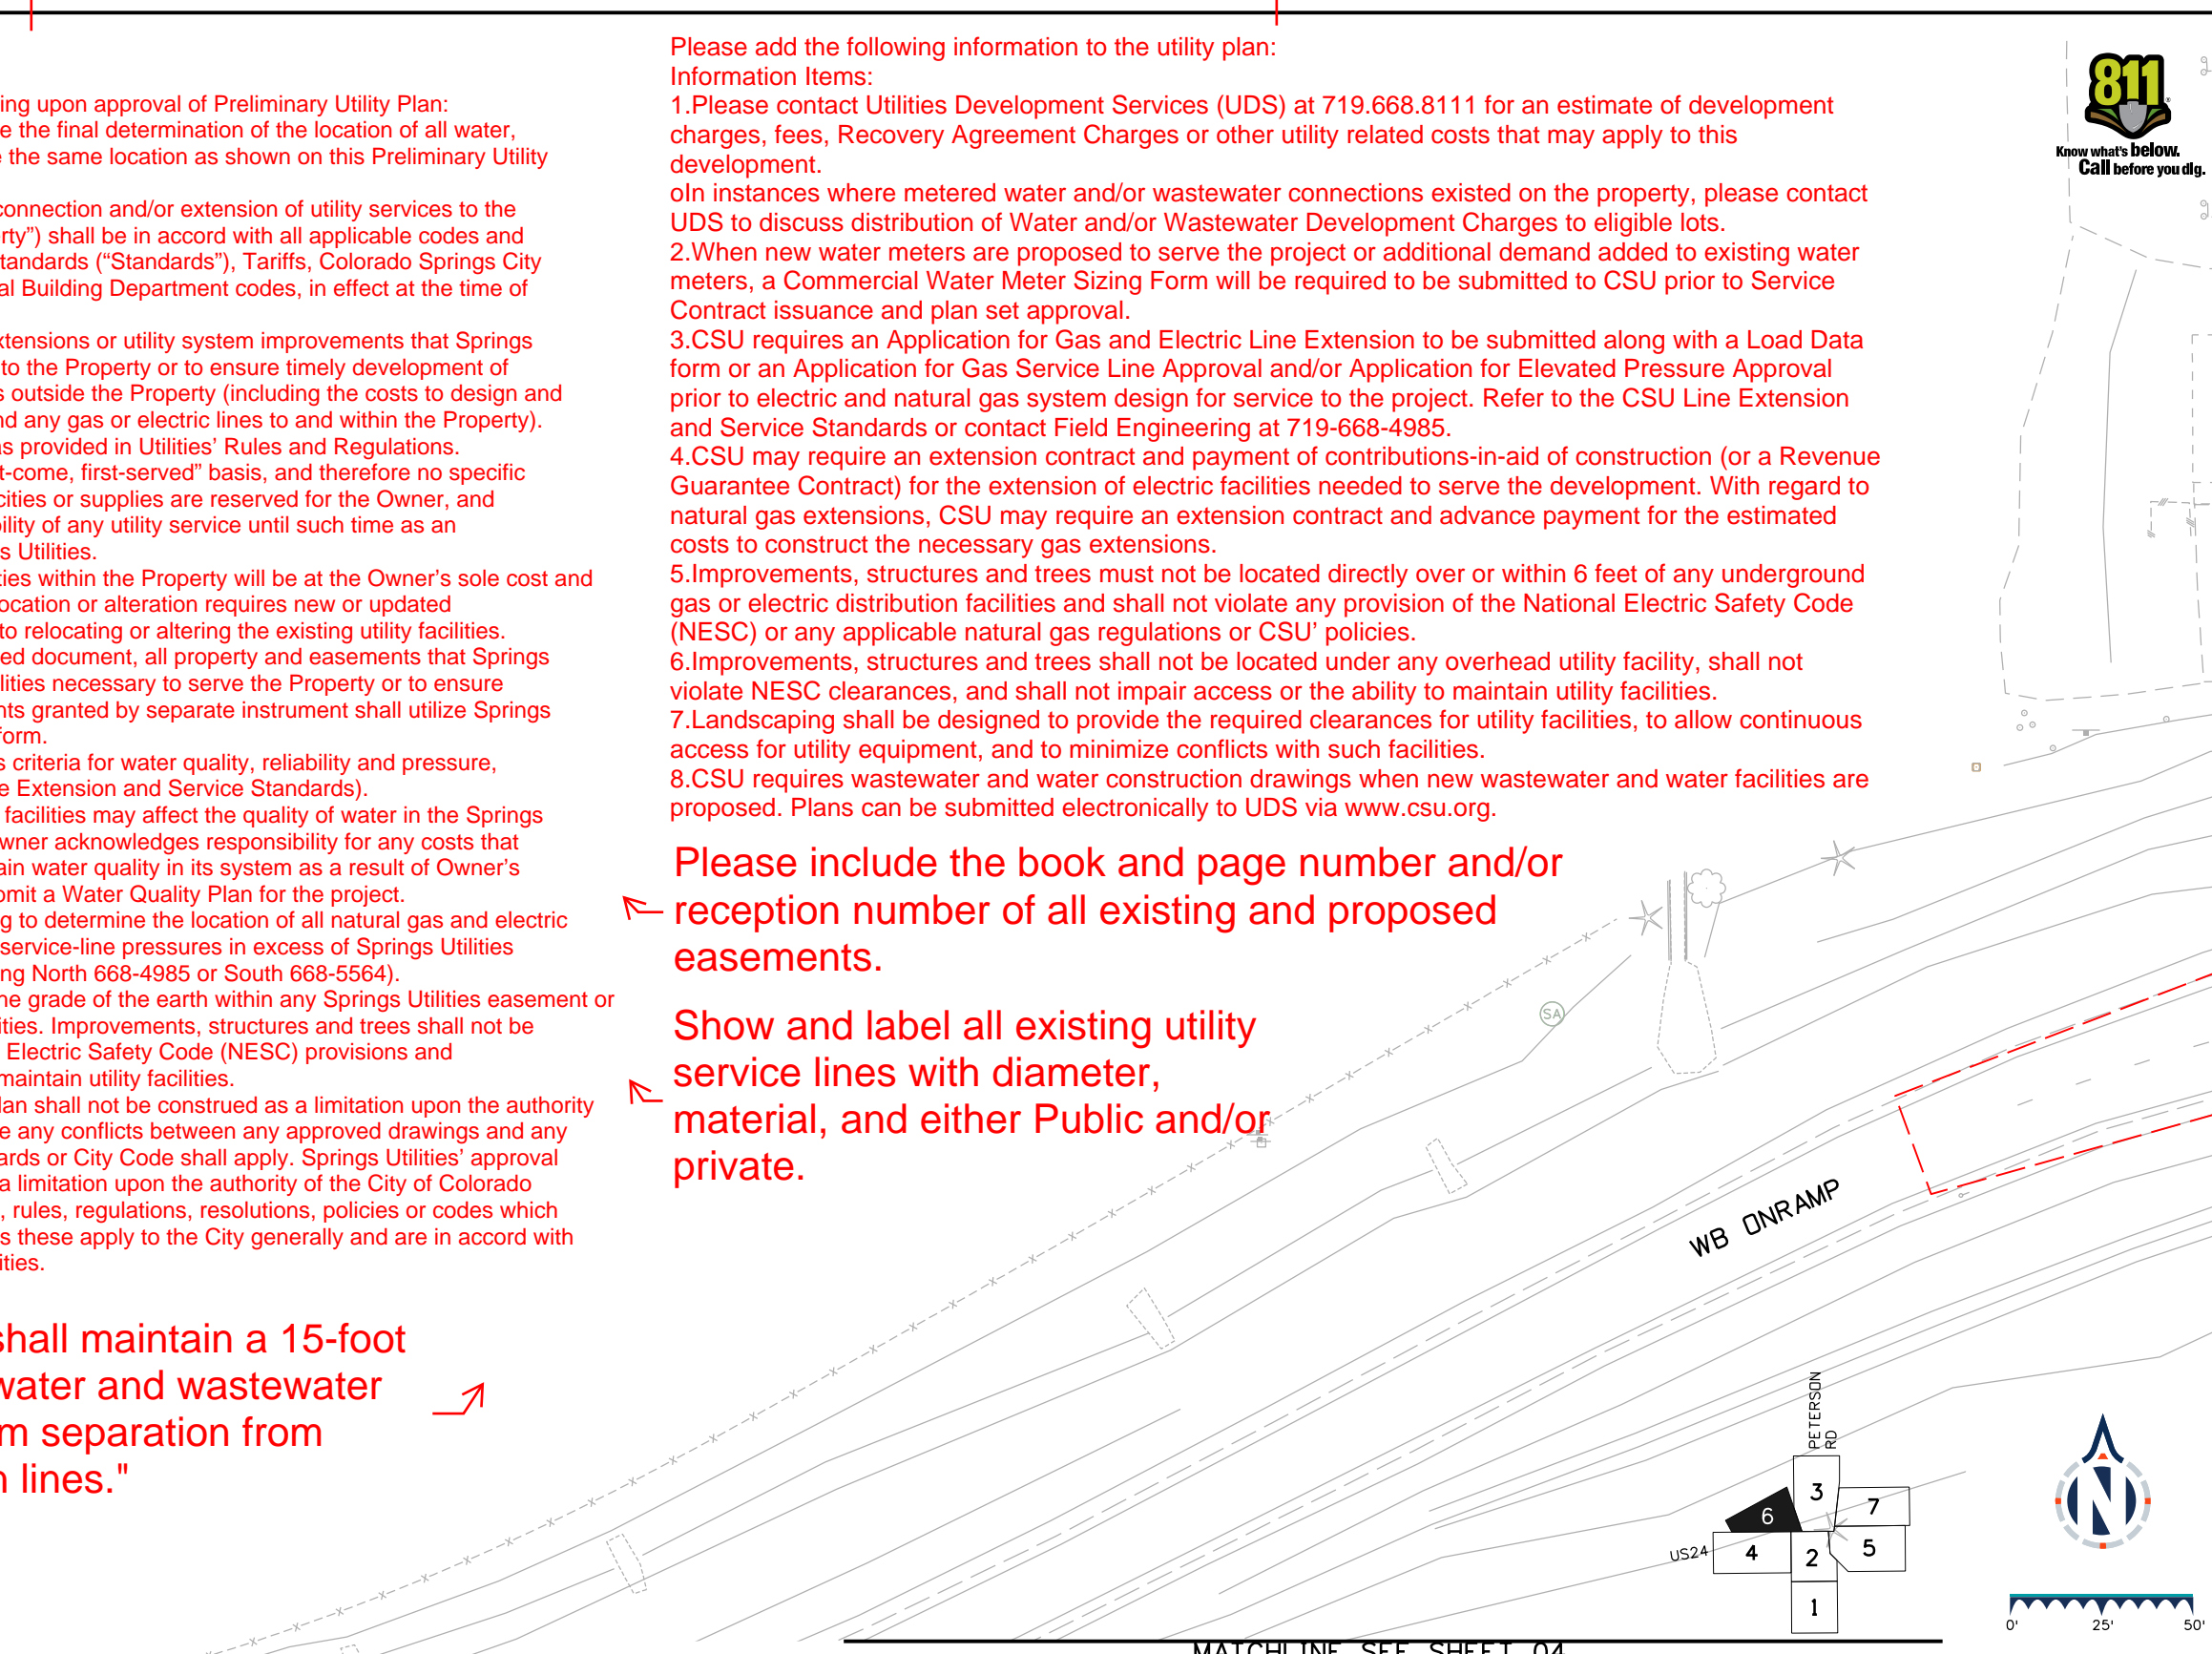 ing upon approval of Preliminary Utility Plan:
e the final determination of the location of all water,
e the same location as shown on this Preliminary Utility
connection and/or extension of utility services to the
rty”) shall be in accord with all applicable codes and
tandards (“Standards”), Tariffs, Colorado Springs City
al Building Department codes, in effect at the time of
xtensions or utility system improvements that Springs
to the Property or to ensure timely development of
s outside the Property (including the costs to design and
nd any gas or electric lines to and within the Property).
as provided in Utilities’ Rules and Regulations.
t-come, first-served” basis, and therefore no specific
cities or supplies are reserved for the Owner, and
bility of any utility service until such time as an
s Utilities.
ties within the Property will be at the Owner’s sole cost and
ocation or alteration requires new or updated
to relocating or altering the existing utility facilities.
ed document, all property and easements that Springs
lities necessary to serve the Property or to ensure
nts granted by separate instrument shall utilize Springs
form.
s criteria for water quality, reliability and pressure,
e Extension and Service Standards).
facilities may affect the quality of water in the Springs
wner acknowledges responsibility for any costs that
ain water quality in its system as a result of Owner’s
bmit a Water Quality Plan for the project.
g to determine the location of all natural gas and electric
service-line pressures in excess of Springs Utilities
ing North 668-4985 or South 668-5564).
he grade of the earth within any Springs Utilities easement or
ities. Improvements, structures and trees shall not be
Electric Safety Code (NESC) provisions and
maintain utility facilities.
lan shall not be construed as a limitation upon the authority
e any conflicts between any approved drawings and any
ards or City Code shall apply. Springs Utilities’ approval
a limitation upon the authority of the City of Colorado
, rules, regulations, resolutions, policies or codes which
s these apply to the City generally and are in accord with
ities.
shall maintain a 15-foot
water and wastewater
m separation from
n lines."
Please add the following information to the utility plan:
Information Items:
1.Please contact Utilities Development Services (UDS) at 719.668.8111 for an estimate of development
charges, fees, Recovery Agreement Charges or other utility related costs that may apply to this
development.
oIn instances where metered water and/or wastewater connections existed on the property, please contact
UDS to discuss distribution of Water and/or Wastewater Development Charges to eligible lots.
2.When new water meters are proposed to serve the project or additional demand added to existing water
meters, a Commercial Water Meter Sizing Form will be required to be submitted to CSU prior to Service
Contract issuance and plan set approval.
3.CSU requires an Application for Gas and Electric Line Extension to be submitted along with a Load Data
form or an Application for Gas Service Line Approval and/or Application for Elevated Pressure Approval
prior to electric and natural gas system design for service to the project. Refer to the CSU Line Extension
and Service Standards or contact Field Engineering at 719-668-4985.
4.CSU may require an extension contract and payment of contributions-in-aid of construction (or a Revenue
Guarantee Contract) for the extension of electric facilities needed to serve the development. With regard to
natural gas extensions, CSU may require an extension contract and advance payment for the estimated
costs to construct the necessary gas extensions.
5.Improvements, structures and trees must not be located directly over or within 6 feet of any underground
gas or electric distribution facilities and shall not violate any provision of the National Electric Safety Code
(NESC) or any applicable natural gas regulations or CSU’ policies.
6.Improvements, structures and trees shall not be located under any overhead utility facility, shall not
violate NESC clearances, and shall not impair access or the ability to maintain utility facilities.
7.Landscaping shall be designed to provide the required clearances for utility facilities, to allow continuous
access for utility equipment, and to minimize conflicts with such facilities.
8.CSU requires wastewater and water construction drawings when new wastewater and water facilities are
proposed. Plans can be submitted electronically to UDS via www.csu.org.
Please include the book and page number and/or
reception number of all existing and proposed
easements.
Show and label all existing utility
service lines with diameter,
material, and either Public and/or
private.
811
Know what's below.
Call before you dig.
SA
WB ONRAMP
PETERSON
RD
3
6
7
US24
4
2
5
1
N
0'
25'
50'
MATCHLINE SEE SHEET 04